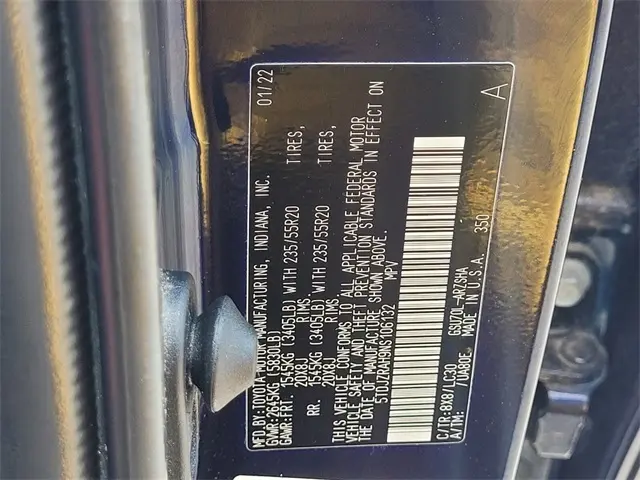 MFD.BY:TOYOTA MOTOR MANUFACTURING, INDIANA, INC. 01/22
GVWR:2645KG (5830LB)
GAWR:FRT. 1545KG (3405LB) WITH 235/55R20 TIRES,
20X8J RIMS.
RR. 1545KG (3405LB) WITH 235/55R20 TIRES,
20X8J RIMS.
THIS VEHICLE CONFORMS TO ALL APPLICABLE FEDERAL MOTOR
VEHICLE SAFETY AND THEFT PREVENTION STANDARDS IN EFFECT ON
THE DATE OF MANUFACTURE SHOWN ABOVE.
5TDJZRAH9NS106132 MPV
C/TR:8X8/LC30 GSU70L-ARZSHA
A/TM: /UA80E. MADE IN U.S.A. 350 A